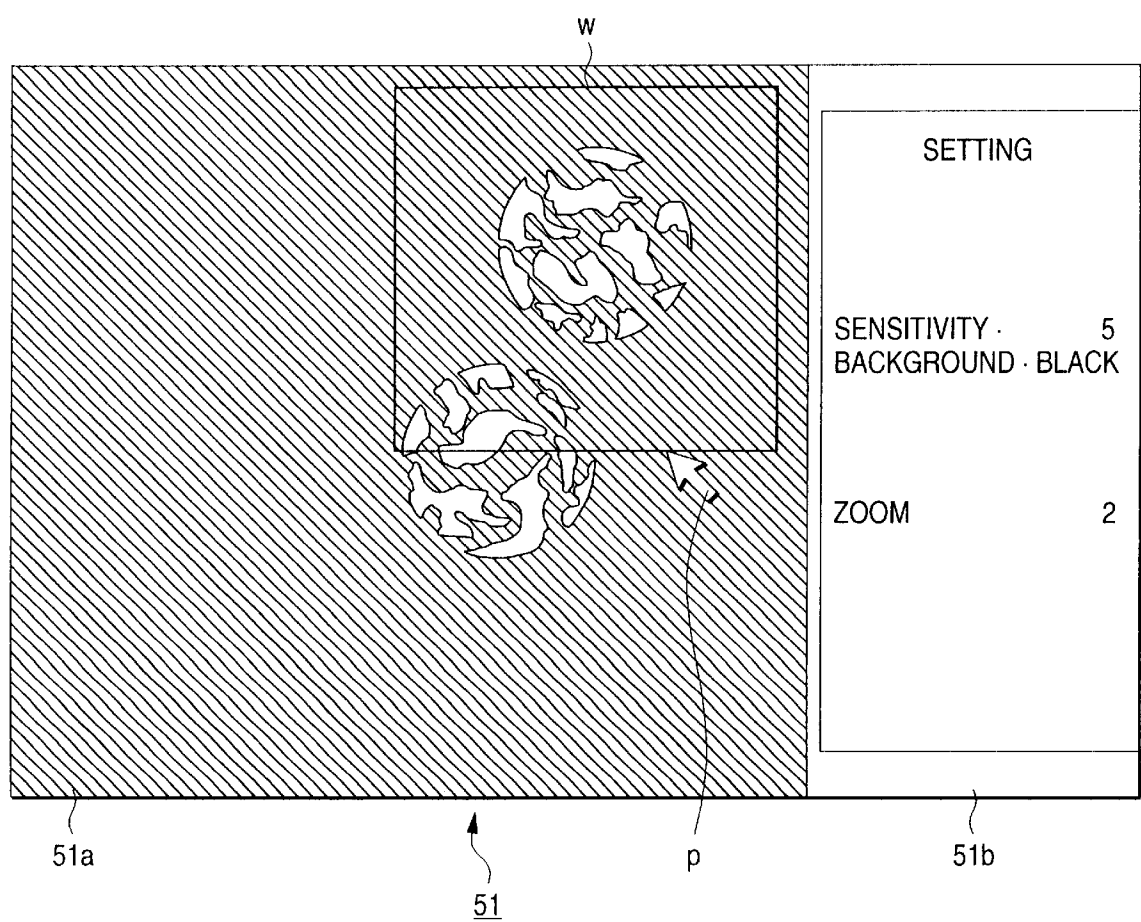 w
SETTING
SENSITIVITY · 5
BACKGROUND · BLACK
ZOOM 2
51a
p
51b
51